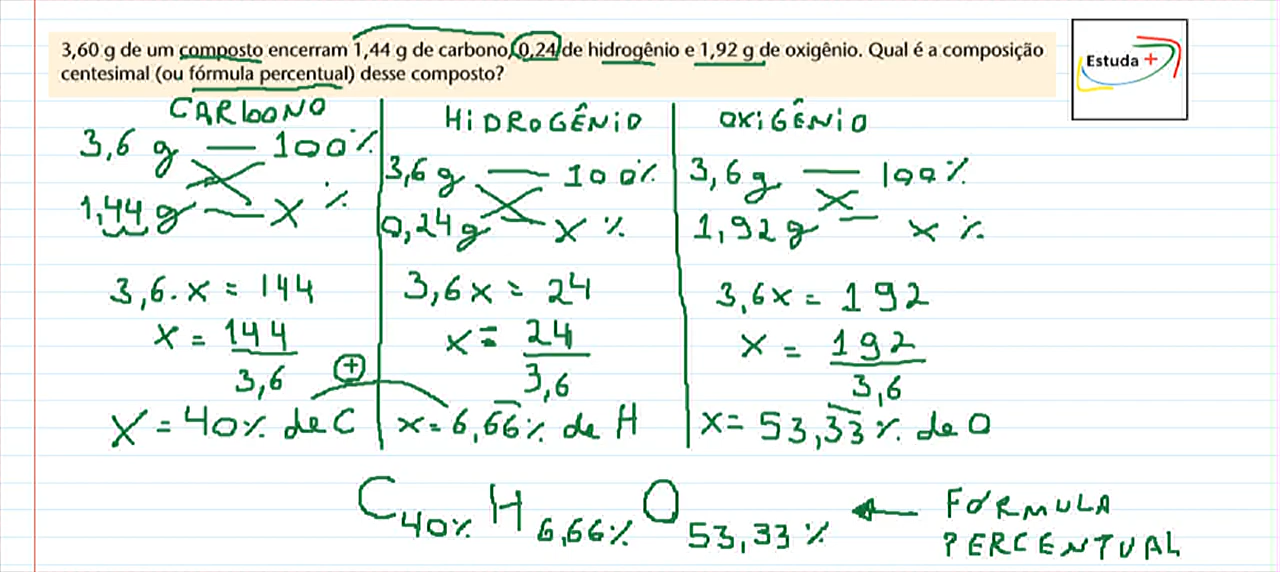 3,60 g de um composto encerram 1,44 g de carbono, 0,24 de hidrogênio e 1,92 g de oxigênio. Qual é a composição
centesimal (ou fórmula percentual) desse composto?
Estuda +
CARBONO
3,6 g — 100%
1,44 g — X %
3,6 . x = 144
x = 144
3,6
X = 40% de C
+
HIDROGÊNIO
3,6 g — 100%
0,24 g — X %
3,6x = 24
x = 24
3,6
x = 6,66% de H
OXIGÊNIO
3,6 g — 100%
1,92 g — x %
3,6x = 192
x = 192
3,6
x = 53,33% de O
C40% H6,66% O53,33% ← FÓRMULA
PERCENTUAL